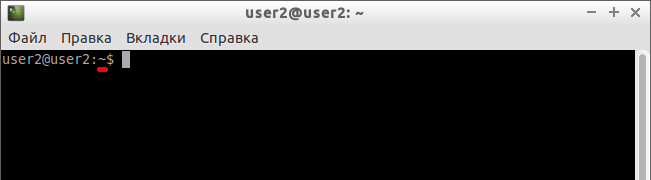 user2@user2: ~
Файл Правка Вкладки Справка
user2@user2:~$